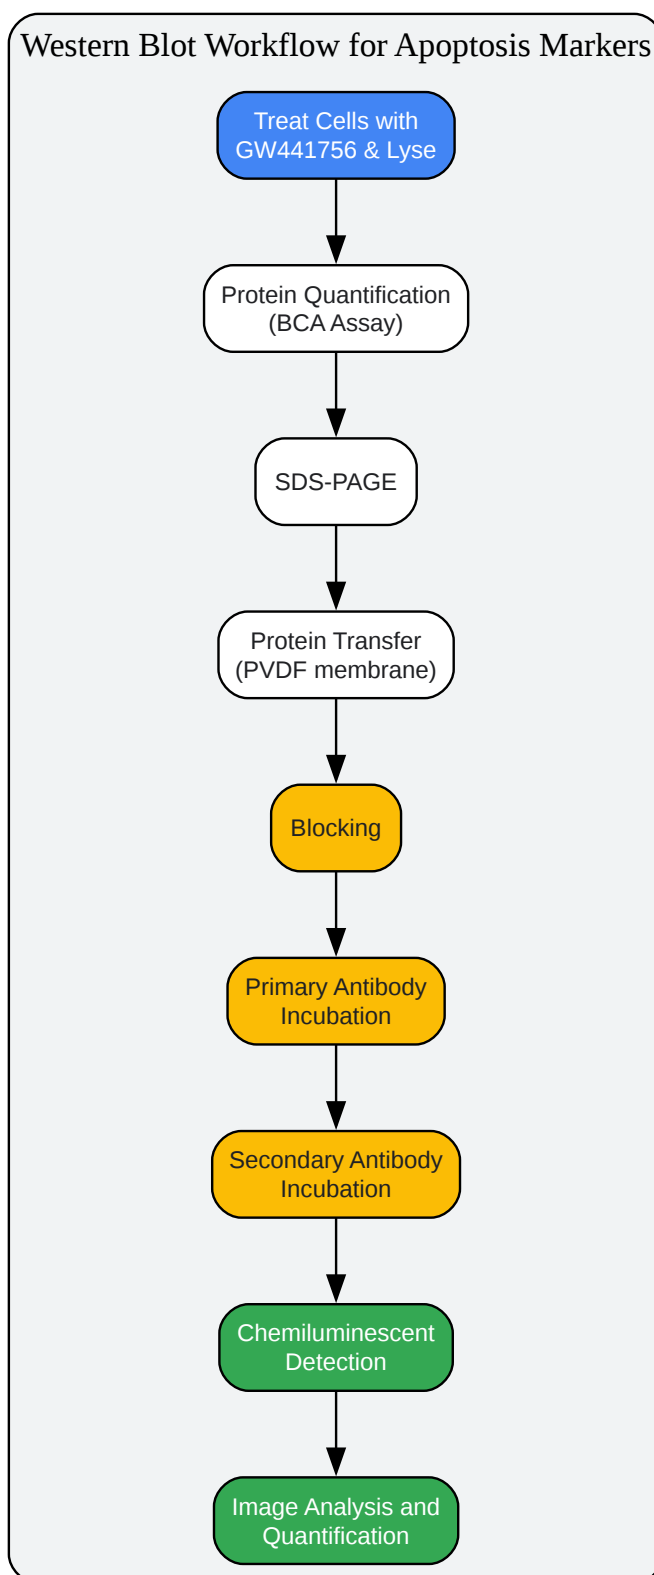 Western Blot Workflow for Apoptosis Markers
Treat Cells with
GW441756 & Lyse
Protein Quantification
(BCA Assay)
SDS-PAGE
Protein Transfer
(PVDF membrane)
Blocking
Primary Antibody
Incubation
Secondary Antibody
Incubation
Chemiluminescent
Detection
Image Analysis and
Quantification